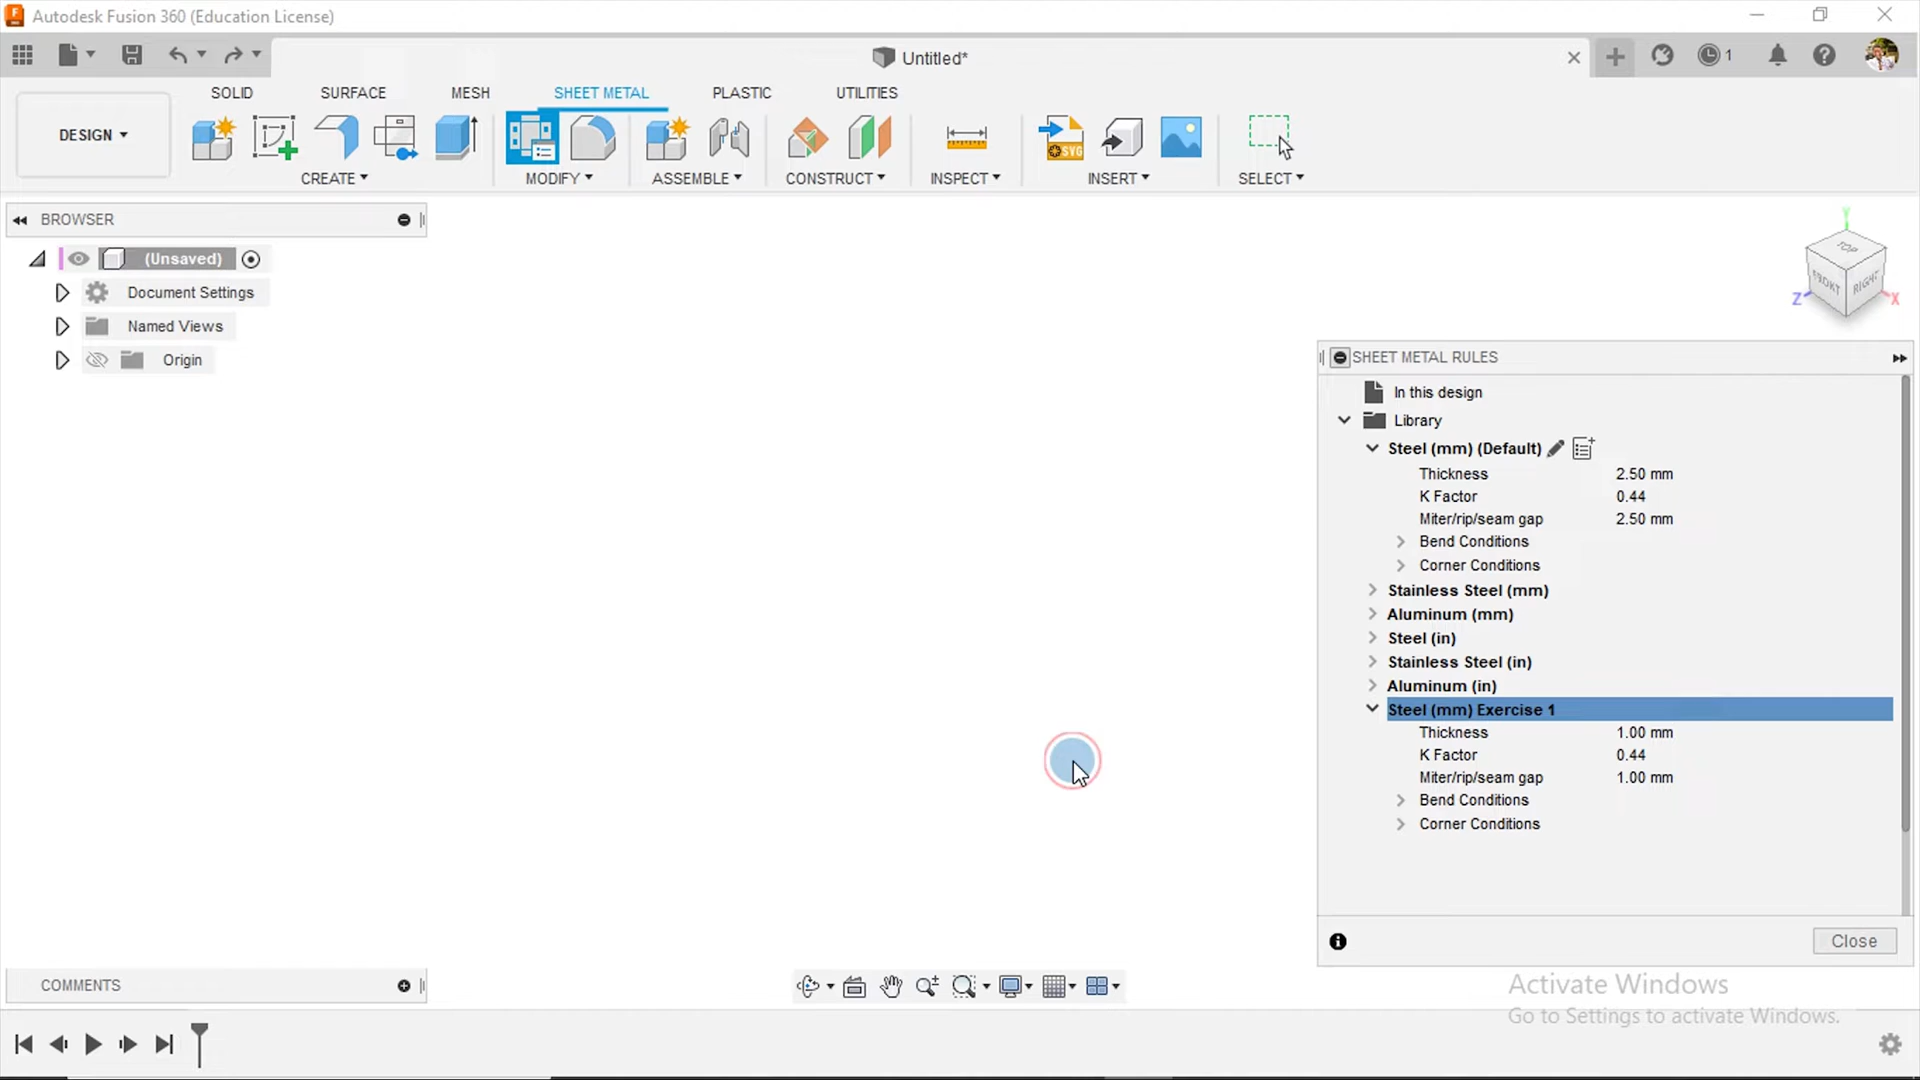 Autodesk Fusion 360 (Education License)
Untitled*
1
SOLID SURFACE MESH SHEET METAL PLASTIC UTILITIES
DESIGN
SVG
CREATE MODIFY ASSEMBLE CONSTRUCT INSPECT INSERT SELECT
BROWSER
(Unsaved)
Document Settings
Named Views
Origin
Y
TOP
FRONT RIGHT
Z X
SHEET METAL RULES
In this design
Library
Steel (mm) (Default)
Thickness 2.50 mm
K Factor 0.44
Miter/rip/seam gap 2.50 mm
Bend Conditions
Corner Conditions
Stainless Steel (mm)
Aluminum (mm)
Steel (in)
Stainless Steel (in)
Aluminum (in)
Steel (mm) Exercise 1
Thickness 1.00 mm
K Factor 0.44
Miter/rip/seam gap 1.00 mm
Bend Conditions
Corner Conditions
Close
COMMENTS
Activate Windows
Go to Settings to activate Windows.